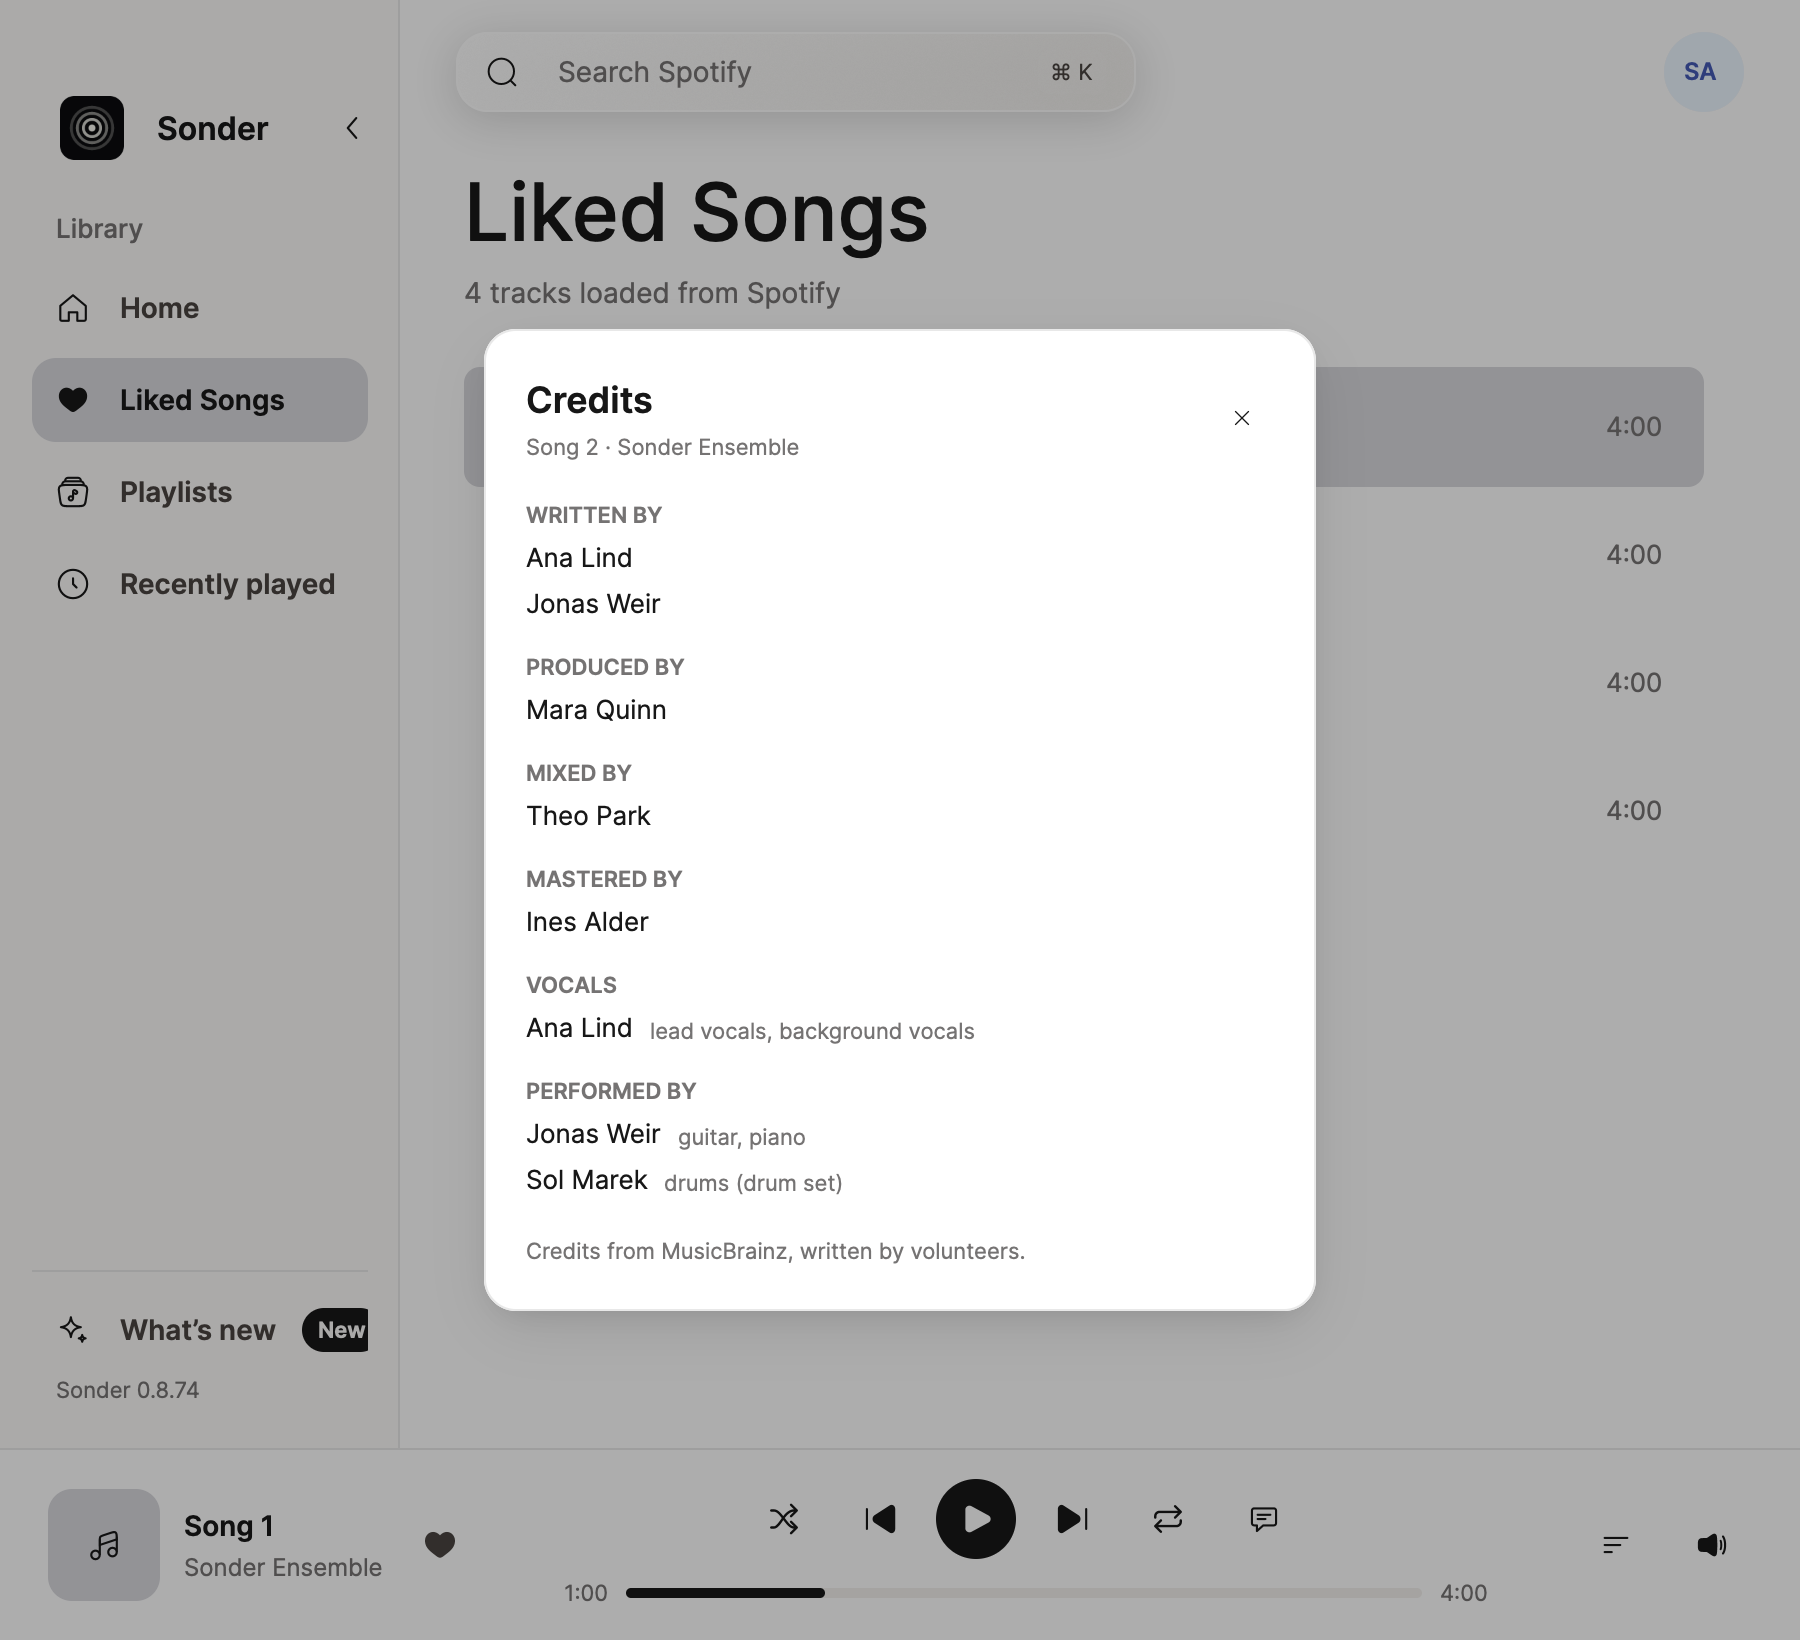 Sonder
Library
Home
Liked Songs
Playlists
Recently played
What's new New
Sonder 0.8.74
Search Spotify ⌘ K
SA
Liked Songs
4 tracks loaded from Spotify
4:00
4:00
4:00
4:00
Credits
Song 2 · Sonder Ensemble
WRITTEN BY
Ana Lind
Jonas Weir
PRODUCED BY
Mara Quinn
MIXED BY
Theo Park
MASTERED BY
Ines Alder
VOCALS
Ana Lind lead vocals, background vocals
PERFORMED BY
Jonas Weir guitar, piano
Sol Marek drums (drum set)
Credits from MusicBrainz, written by volunteers.
Song 1
Sonder Ensemble
1:00
4:00